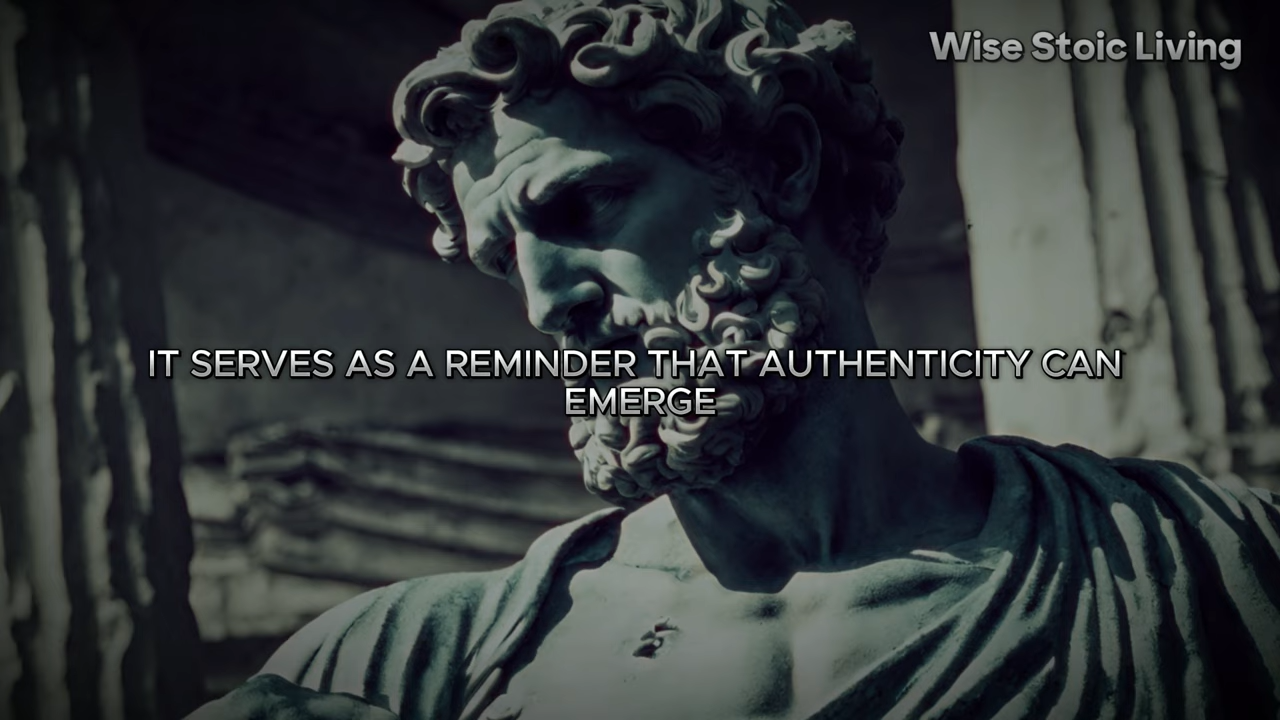 Wise Stoic Living
IT SERVES AS A REMINDER THAT AUTHENTICITY CAN
EMERGE